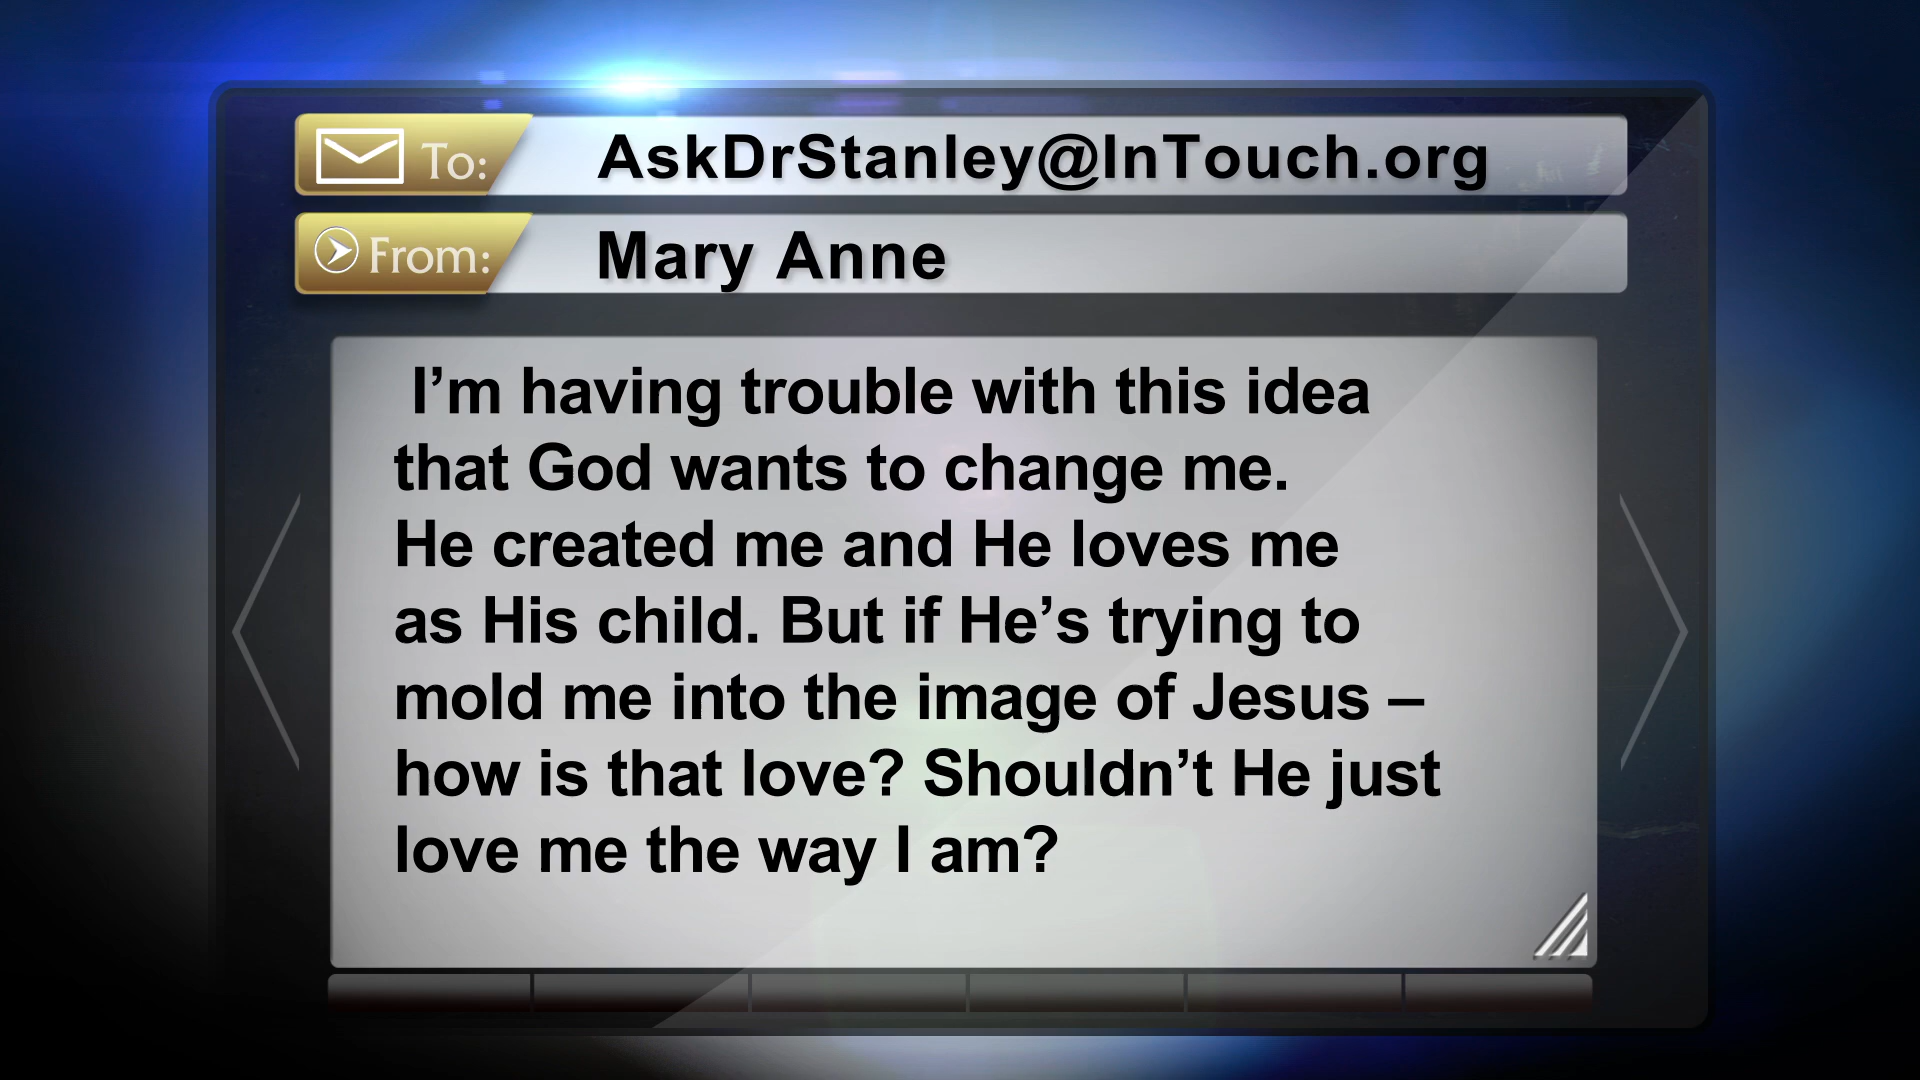 To: AskDrStanley@InTouch.org
From: Mary Anne
I’m having trouble with this idea
that God wants to change me.
He created me and He loves me
as His child. But if He’s trying to
mold me into the image of Jesus –
how is that love? Shouldn’t He just
love me the way I am?